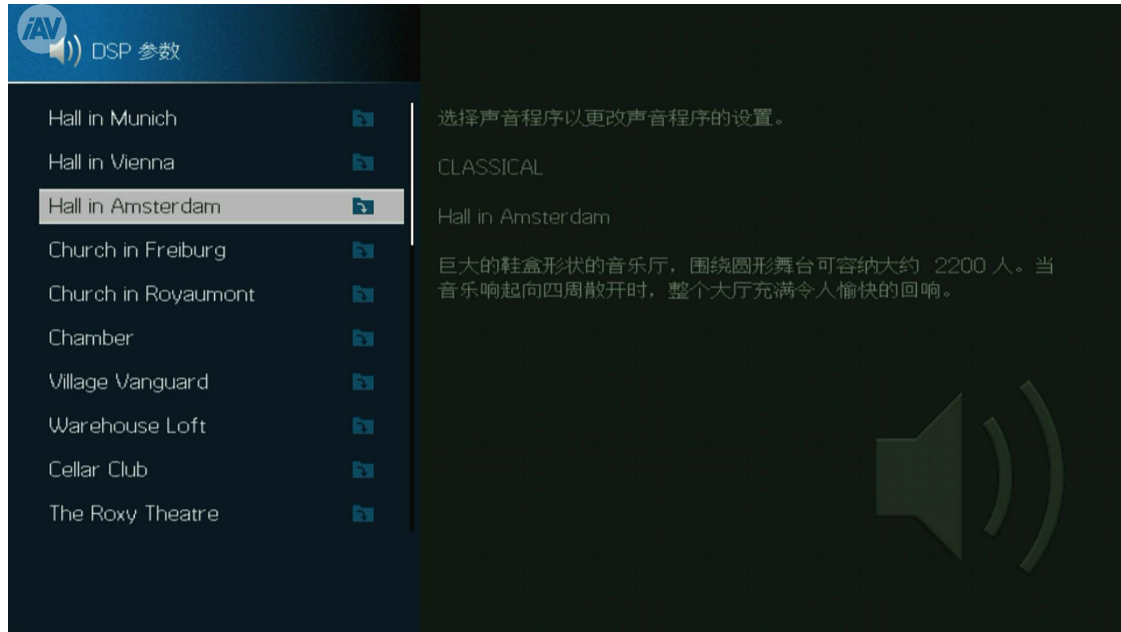 iAV
DSP 参数
Hall in Munich
Hall in Vienna
Hall in Amsterdam
Church in Freiburg
Church in Royaumont
Chamber
Village Vanguard
Warehouse Loft
Cellar Club
The Roxy Theatre
选择声音程序以更改声音程序的设置。
CLASSICAL
Hall in Amsterdam
巨大的鞋盒形状的音乐厅，围绕圆形舞台可容纳大约 2200 人。当
音乐响起向四周散开时，整个大厅充满令人愉快的回响。